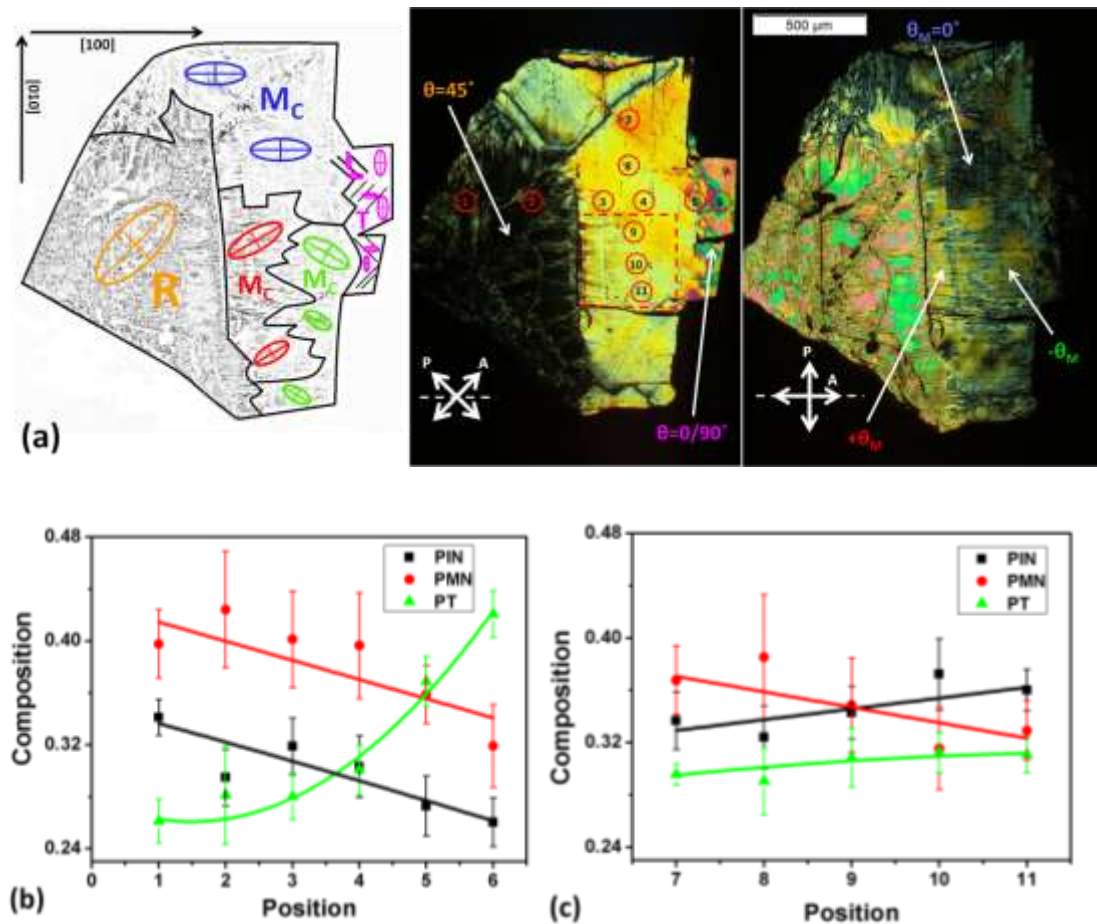 [100]
[010]
M_C
R
M_C
M_C
T
(a)
θ=45°
7
8
1
2
3
4
5
6
9
10
11
P
A
θ=0/90°
500 μm
θ_M=0°
P
A
+θ_M
-θ_M
0.48
0.40
0.32
0.24
Composition
PIN
PMN
PT
0
1
2
3
4
5
6
Position
(b)
0.48
0.40
0.32
0.24
Composition
PIN
PMN
PT
7
8
9
10
11
Position
(c)